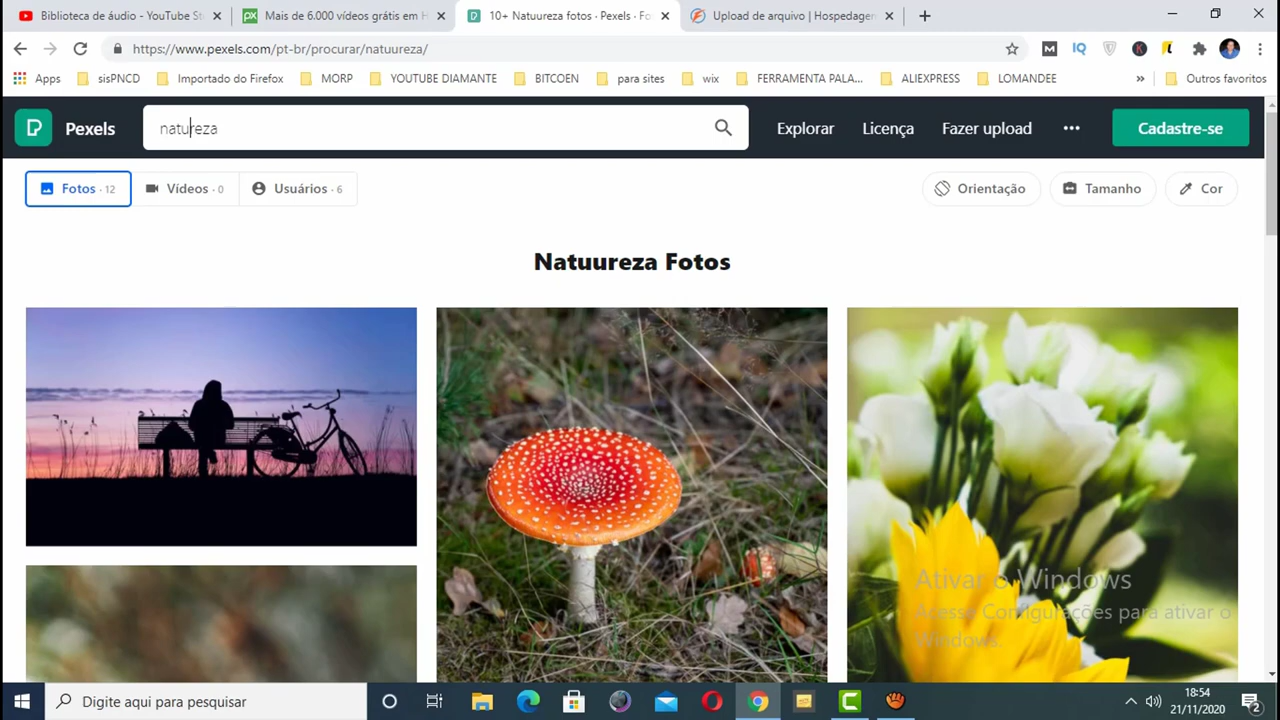 Biblioteca de áudio - YouTube St
Mais de 6.000 vídeos grátis em H
10+ Natuureza fotos · Pexels · Fo
Upload de arquivo | Hospedagem
https://www.pexels.com/pt-br/procurar/natuureza/
Apps
sisPNCD
Importado do Firefox
MORP
YOUTUBE DIAMANTE
BITCOEN
para sites
wix
FERRAMENTA PALA...
ALIEXPRESS
LOMANDEE
»
Outros favoritos
Pexels
natureza
Explorar
Licença
Fazer upload
•••
Cadastre-se
Fotos · 12
Vídeos · 0
Usuários · 6
Orientação
Tamanho
Cor
Natuureza Fotos
Ativar o Windows
Acesse Configurações para ativar o
Windows.
Digite aqui para pesquisar
18:54
21/11/2020
2